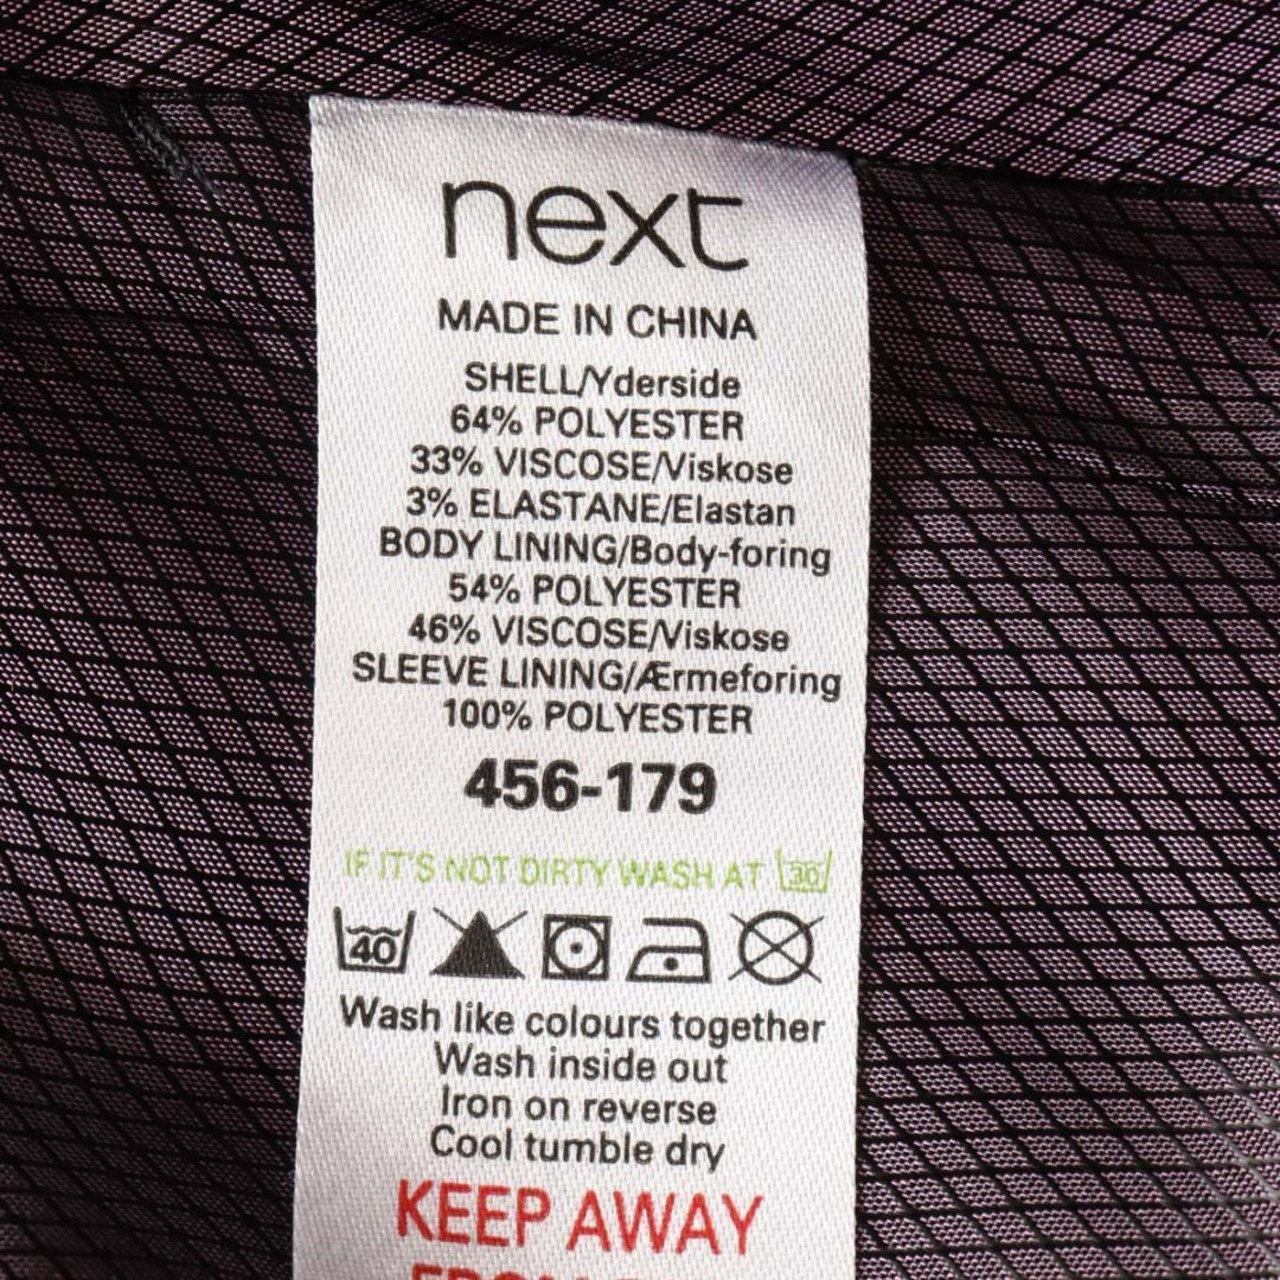 next
MADE IN CHINA
SHELL/Yderside
64% POLYESTER
33% VISCOSE/Viskose
3% ELASTANE/Elastan
BODY LINING/Body-foring
54% POLYESTER
46% VISCOSE/Viskose
SLEEVE LINING/Ærmeforing
100% POLYESTER
456-179
IF IT'S NOT DIRTY WASH AT 30
40
Wash like colours together
Wash inside out
Iron on reverse
Cool tumble dry
KEEP AWAY